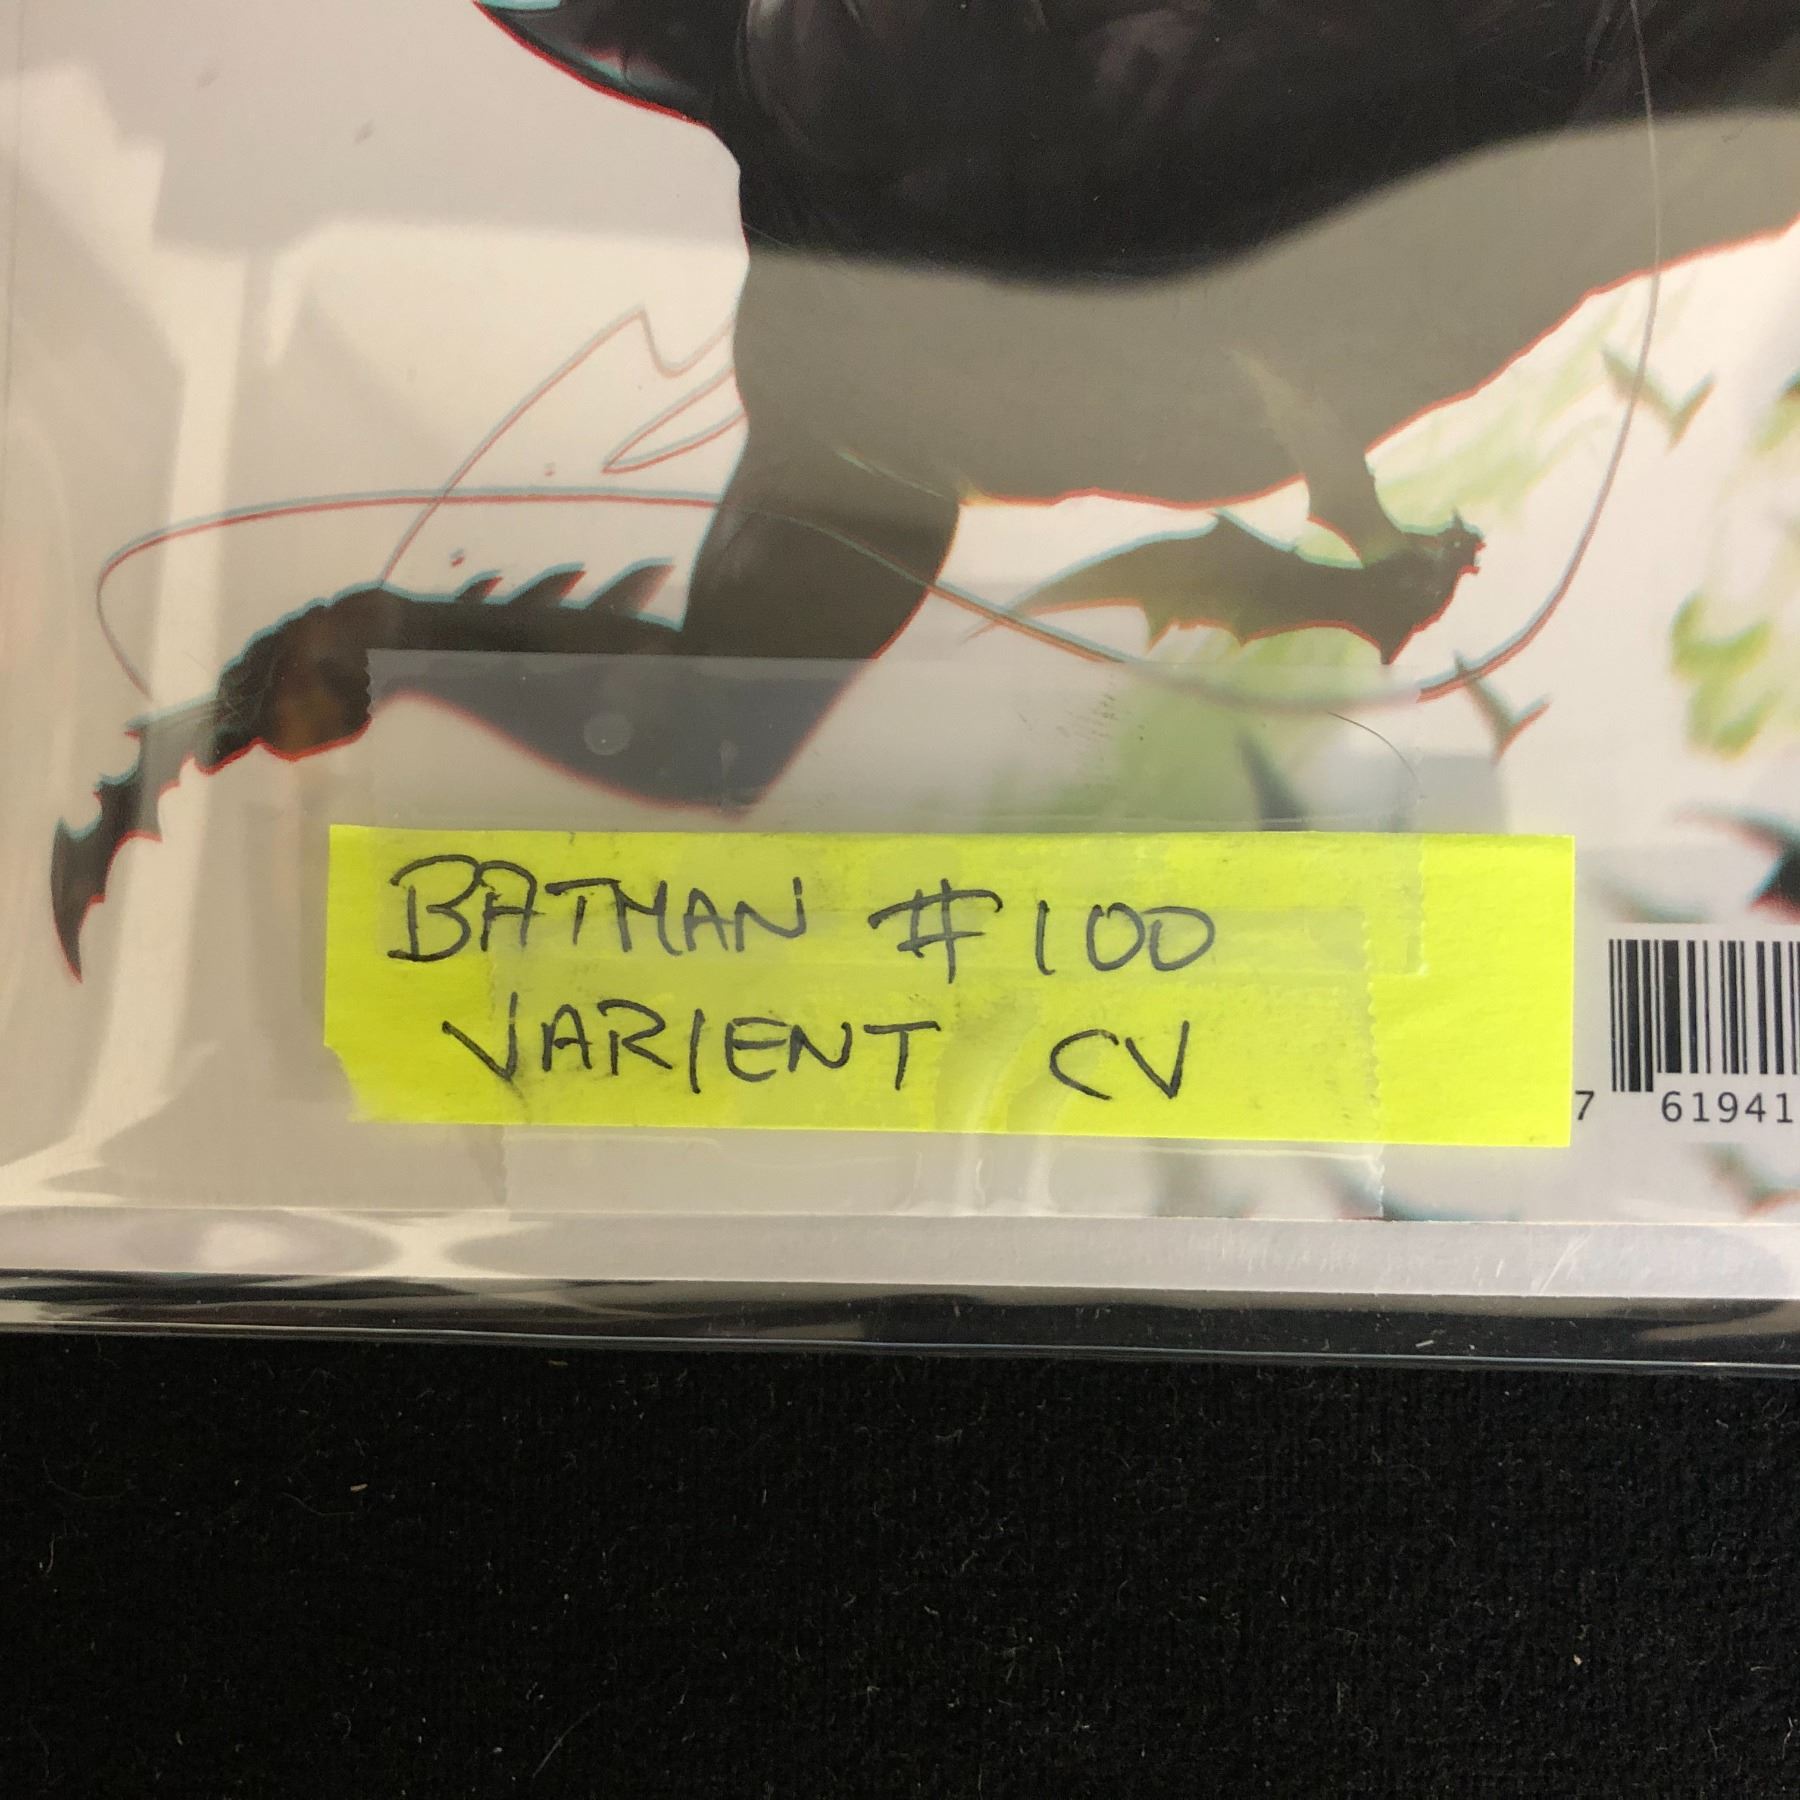 BATMAN #100
VARIENT CV
7 61941